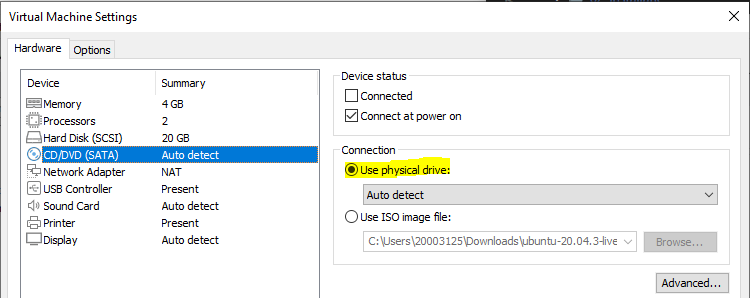 Virtual Machine Settings
Hardware Options
Device Summary
Memory 4 GB
Processors 2
Hard Disk (SCSI) 20 GB
CD/DVD (SATA) Auto detect
Network Adapter NAT
USB Controller Present
Sound Card Auto detect
Printer Present
Display Auto detect
Device status
Connected
Connect at power on
Connection
Use physical drive:
Auto detect
Use ISO image file:
C:\Users\20003125\Downloads\ubuntu-20.04.3-live Browse...
Advanced...